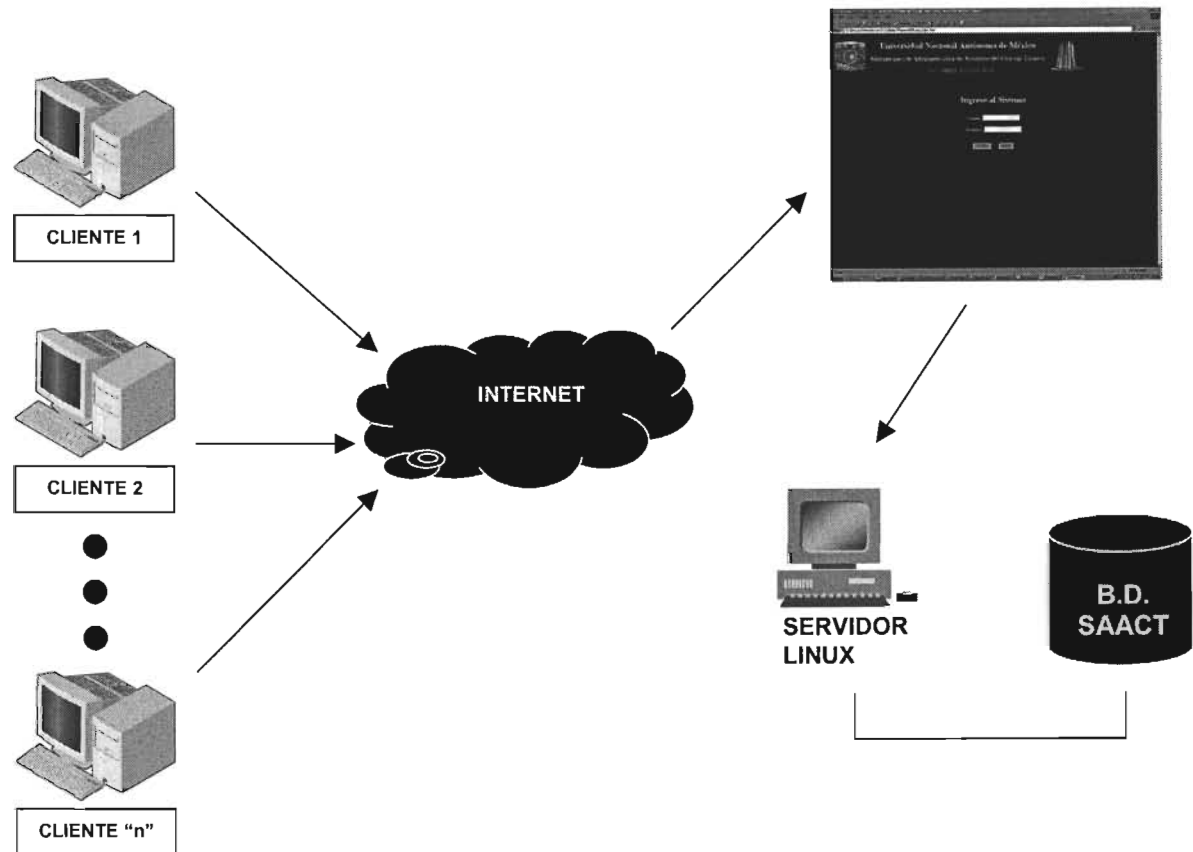 Universidad Nacional Autónoma de México
Ingreso al Sistema
CLIENTE 1
INTERNET
CLIENTE 2
SERVIDOR
LINUX
B.D.
SAACT
CLIENTE “n”